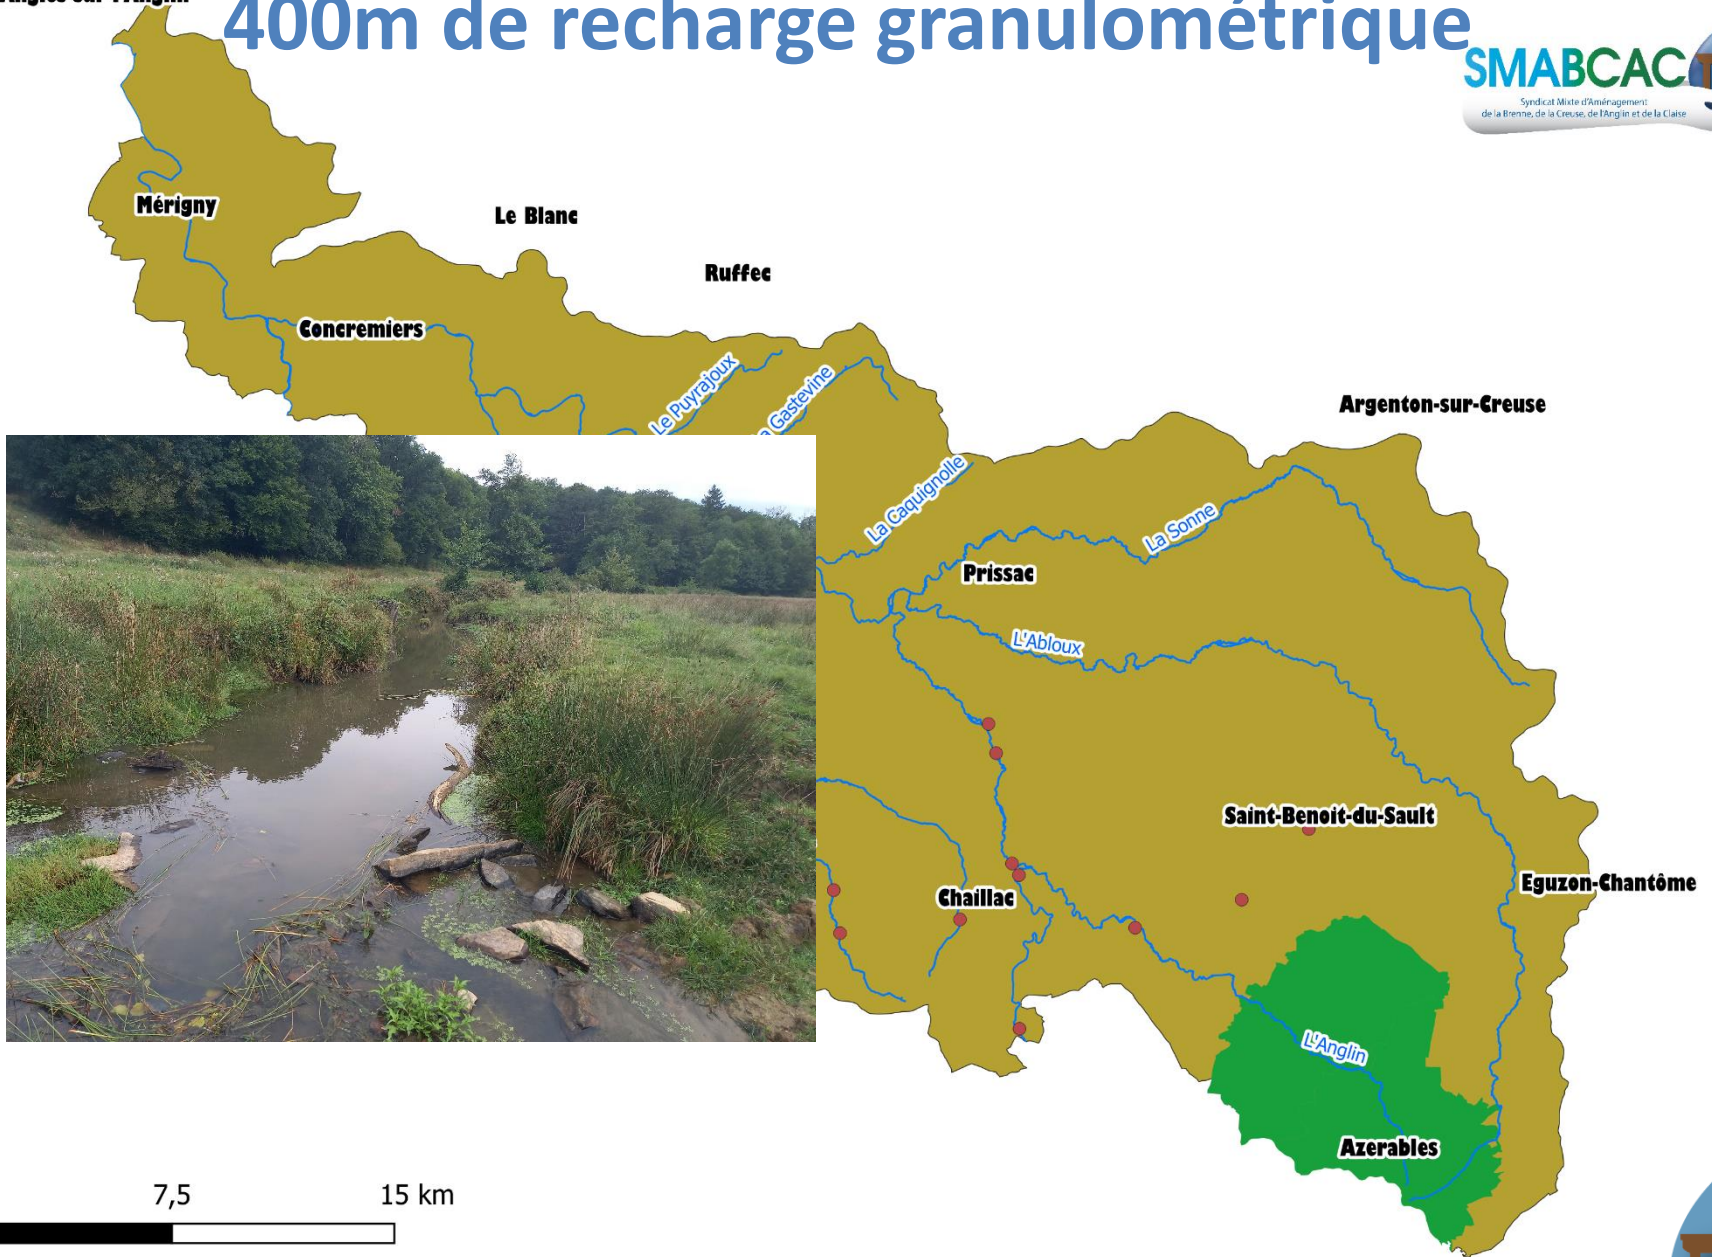 400m de recharge granulométrique
SMABCAC
Syndicat Mixte d'Aménagement
de la Brenne, de la Creuse, de l'Anglin et de la Claise
Mérigny
Le Blanc
Ruffec
Concremiers
Le Puyrajoux
Gastevine
Argenton-sur-Creuse
La Caquignolle
La Sonne
Prissac
L'Abloux
Saint-Benoit-du-Sault
Eguzon-Chantôme
Chaillac
L'Anglin
Azerables
7,5
15 km